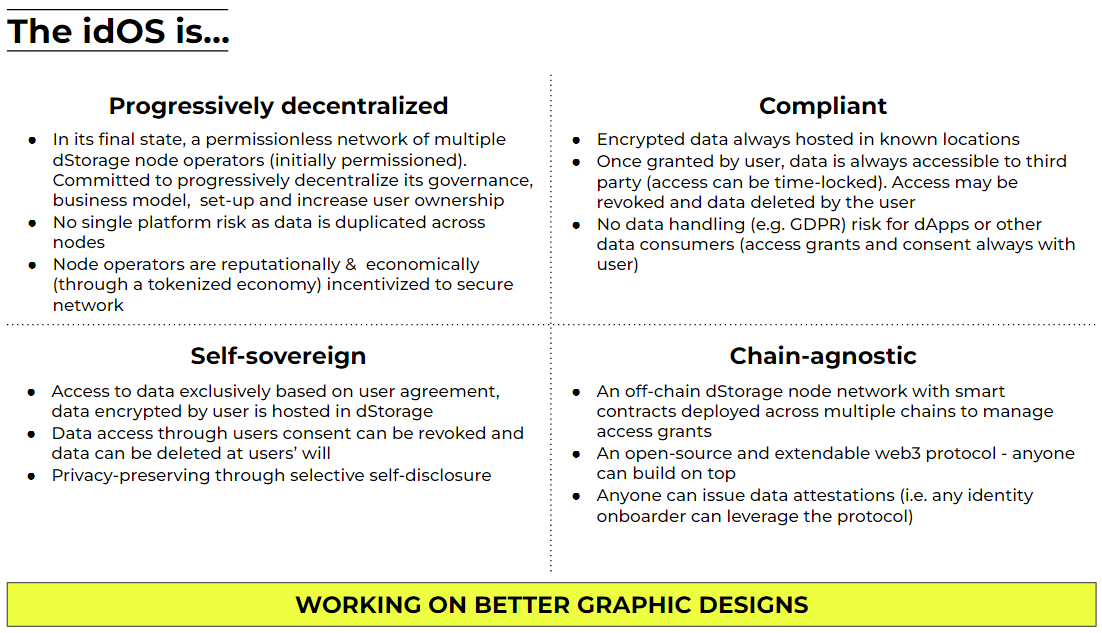 The idOS is...
Progressively decentralized
● In its final state, a permissionless network of multiple
dStorage node operators (initially permissioned).
Committed to progressively decentralize its governance,
business model,  set-up and increase user ownership
● No single platform risk as data is duplicated across
nodes
● Node operators are reputationally &  economically
(through a tokenized economy) incentivized to secure
network
Compliant
● Encrypted data always hosted in known locations
● Once granted by user, data is always accessible to third
party (access can be time-locked). Access may be
revoked and data deleted by the user
● No data handling (e.g. GDPR) risk for dApps or other
data consumers (access grants and consent always with
user)
Self-sovereign
● Access to data exclusively based on user agreement,
data encrypted by user is hosted in dStorage
● Data access through users consent can be revoked and
data can be deleted at users’ will
● Privacy-preserving through selective self-disclosure
Chain-agnostic
● An off-chain dStorage node network with smart
contracts deployed across multiple chains to manage
access grants
● An open-source and extendable web3 protocol - anyone
can build on top
● Anyone can issue data attestations (i.e. any identity
onboarder can leverage the protocol)
WORKING ON BETTER GRAPHIC DESIGNS